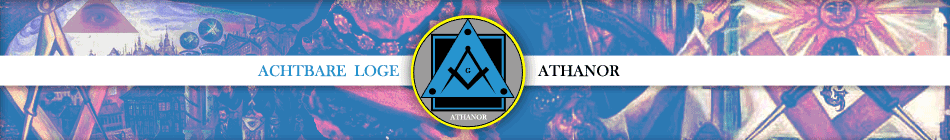 ACHTBARE LOGE
ATHANOR
G
ATHANOR